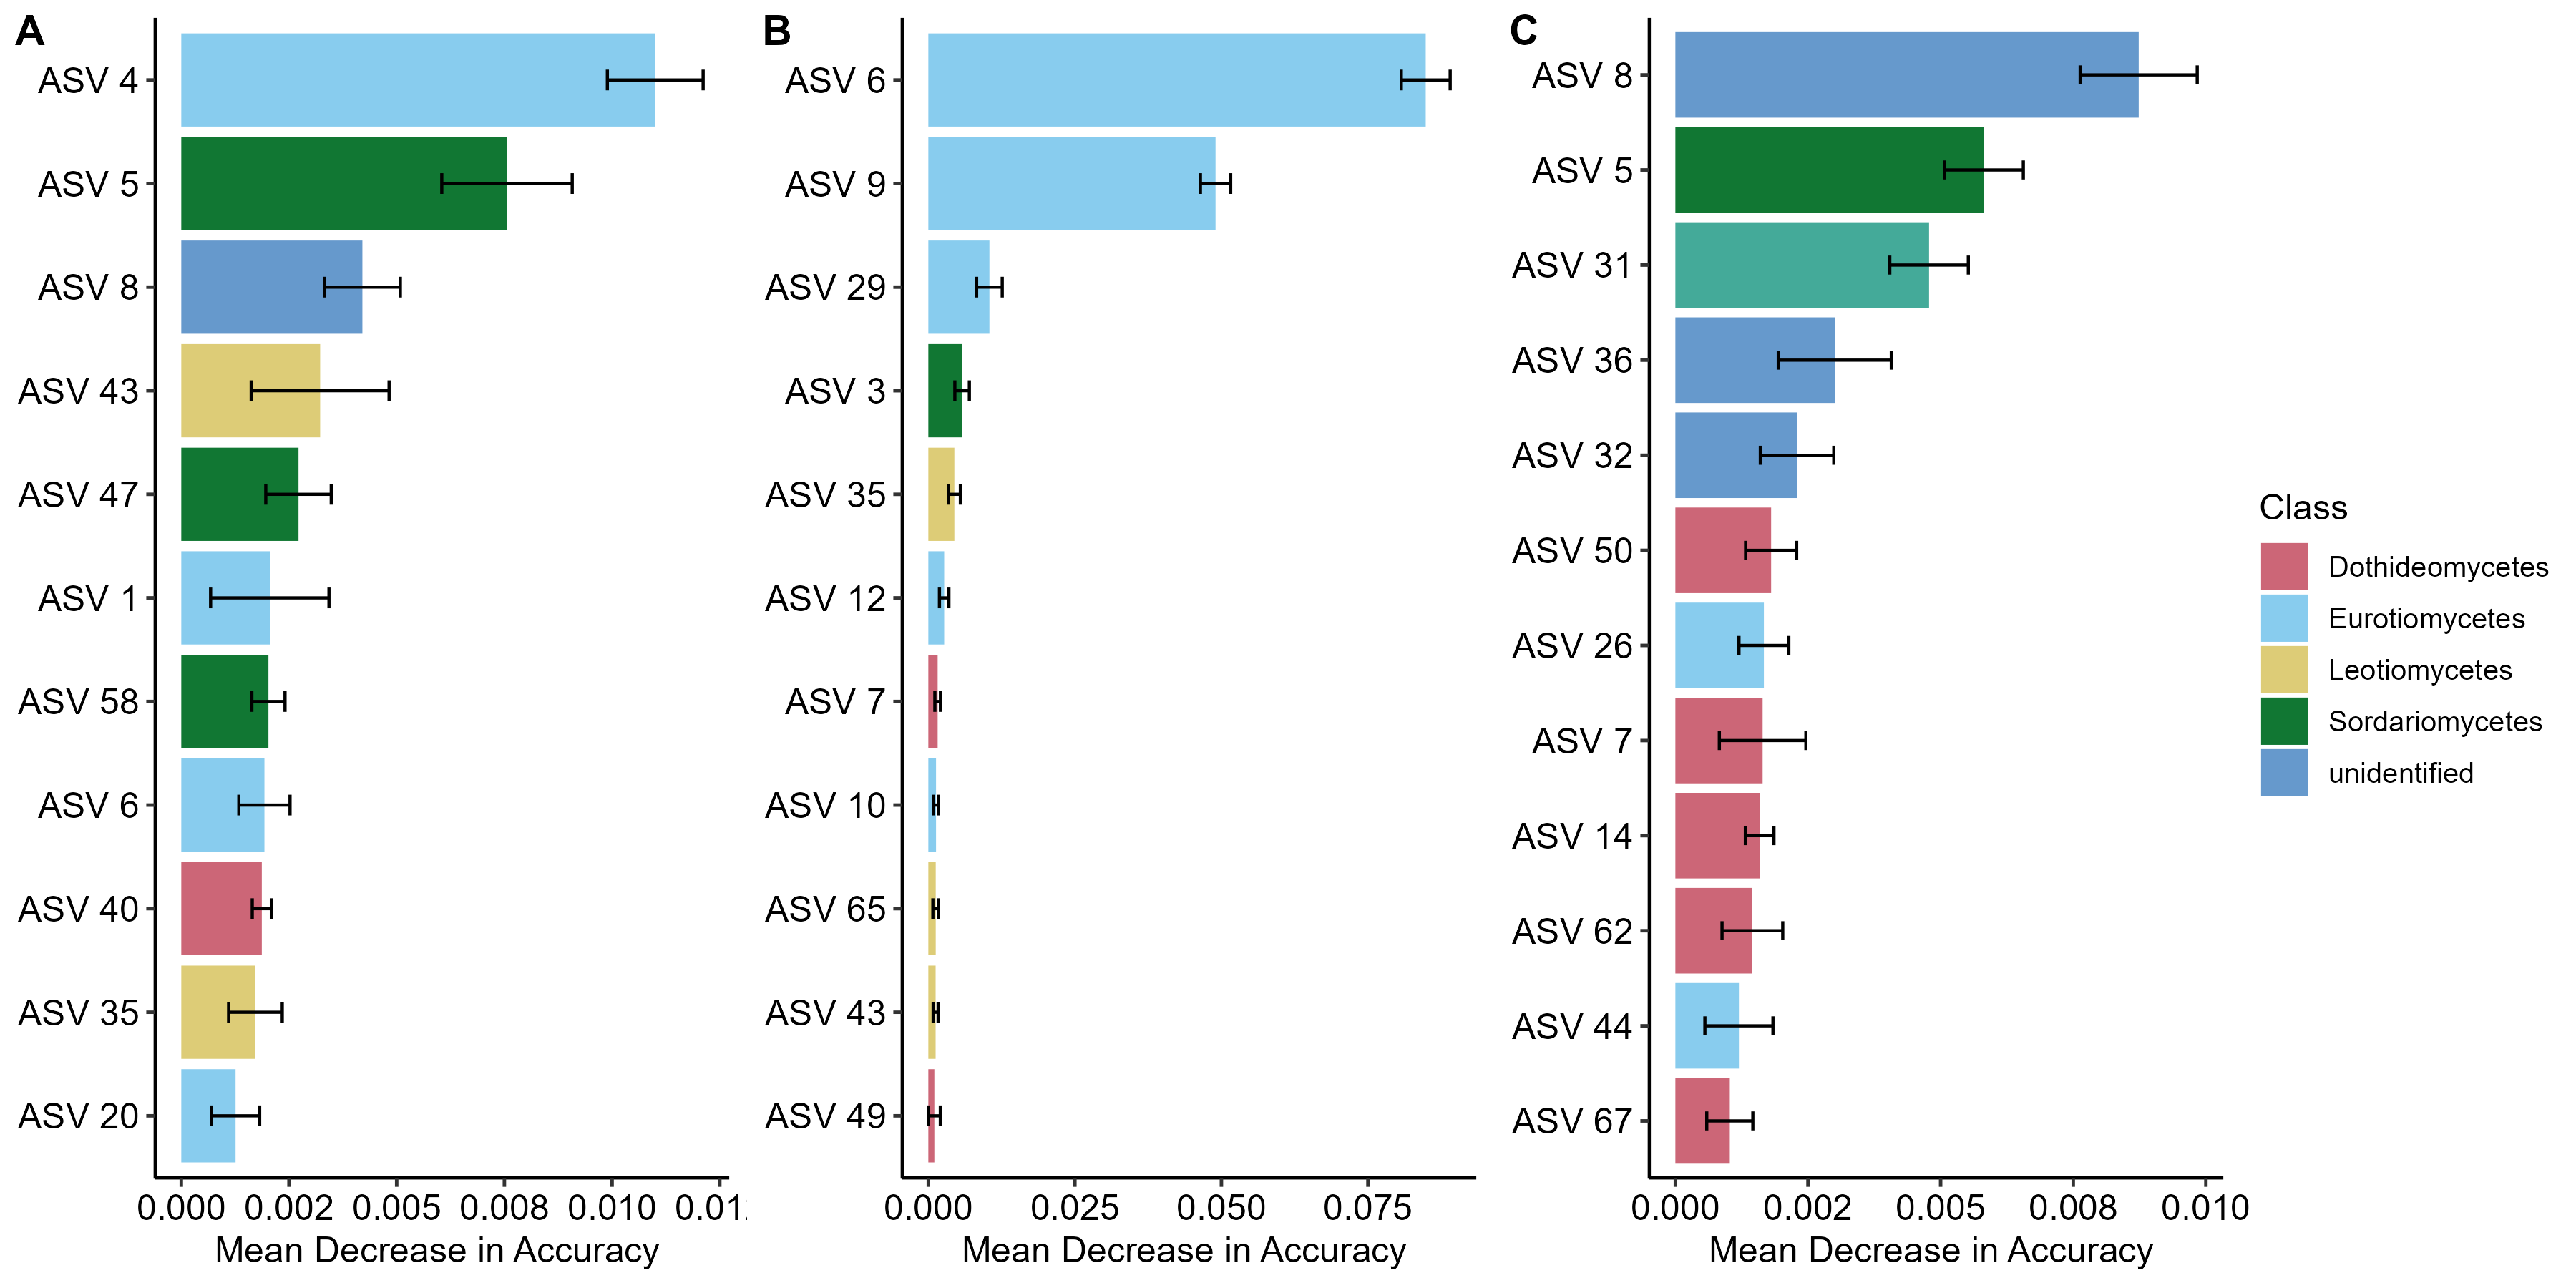 A
ASV 4
ASV 5
ASV 8
ASV 43
ASV 47
ASV 1
ASV 58
ASV 6
ASV 40
ASV 35
ASV 20
0.000 0.002 0.005 0.008 0.010 0.01
Mean Decrease in Accuracy
B
ASV 6
ASV 9
ASV 29
ASV 3
ASV 35
ASV 12
ASV 7
ASV 10
ASV 65
ASV 43
ASV 49
0.000 0.025 0.050 0.075
Mean Decrease in Accuracy
C
ASV 8
ASV 5
ASV 31
ASV 36
ASV 32
ASV 50
ASV 26
ASV 7
ASV 14
ASV 62
ASV 44
ASV 67
0.000 0.002 0.005 0.008 0.010
Mean Decrease in Accuracy
Class
Dothideomycetes
Eurotiomycetes
Leotiomycetes
Sordariomycetes
unidentified